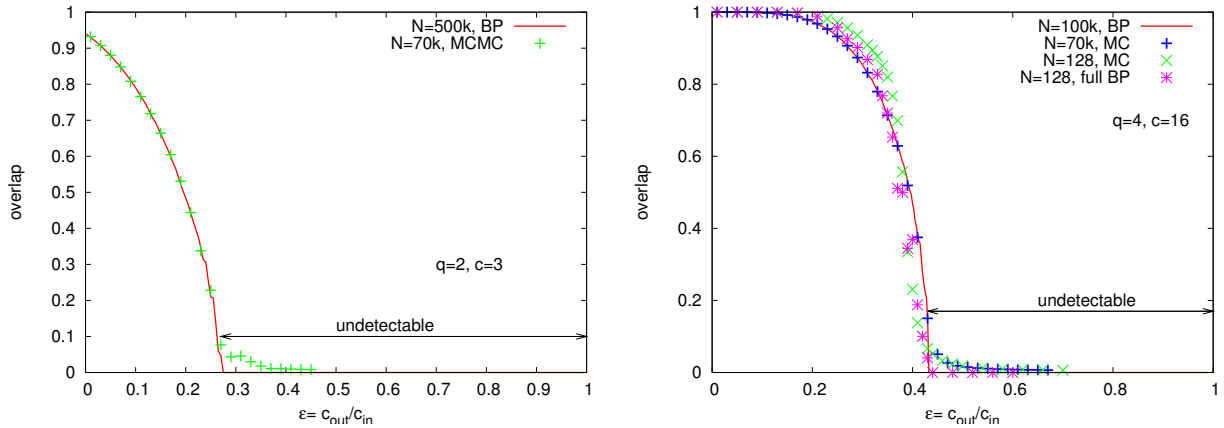 N=500k, BP
N=70k, MCMC
overlap
1
0.9
0.8
0.7
0.6
0.5
0.4
0.3
0.2
0.1
0
q=2, c=3
undetectable
0 0.1 0.2 0.3 0.4 0.5 0.6 0.7 0.8 0.9 1
ε= c_out/c_in
N=100k, BP
N=70k, MC
N=128, MC
N=128, full BP
overlap
1
0.8
0.6
0.4
0.2
0
q=4, c=16
undetectable
0 0.2 0.4 0.6 0.8 1
ε= c_out/c_in